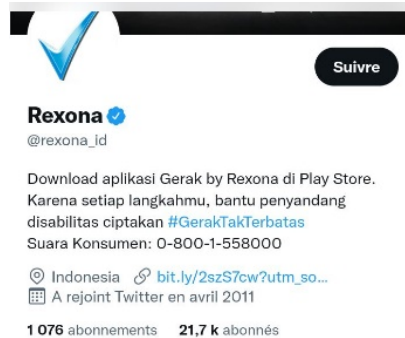 Suivre
Rexona
@rexona_id
Download aplikasi Gerak by Rexona di Play Store.
Karena setiap langkahmu, bantu penyandang
disabilitas ciptakan #GerakTakTerbatas
Suara Konsumen: 0-800-1-558000
Indonesia bit.ly/2szS7cw?utm_so...
A rejoint Twitter en avril 2011
1 076 abonnements 21,7 k abonnés